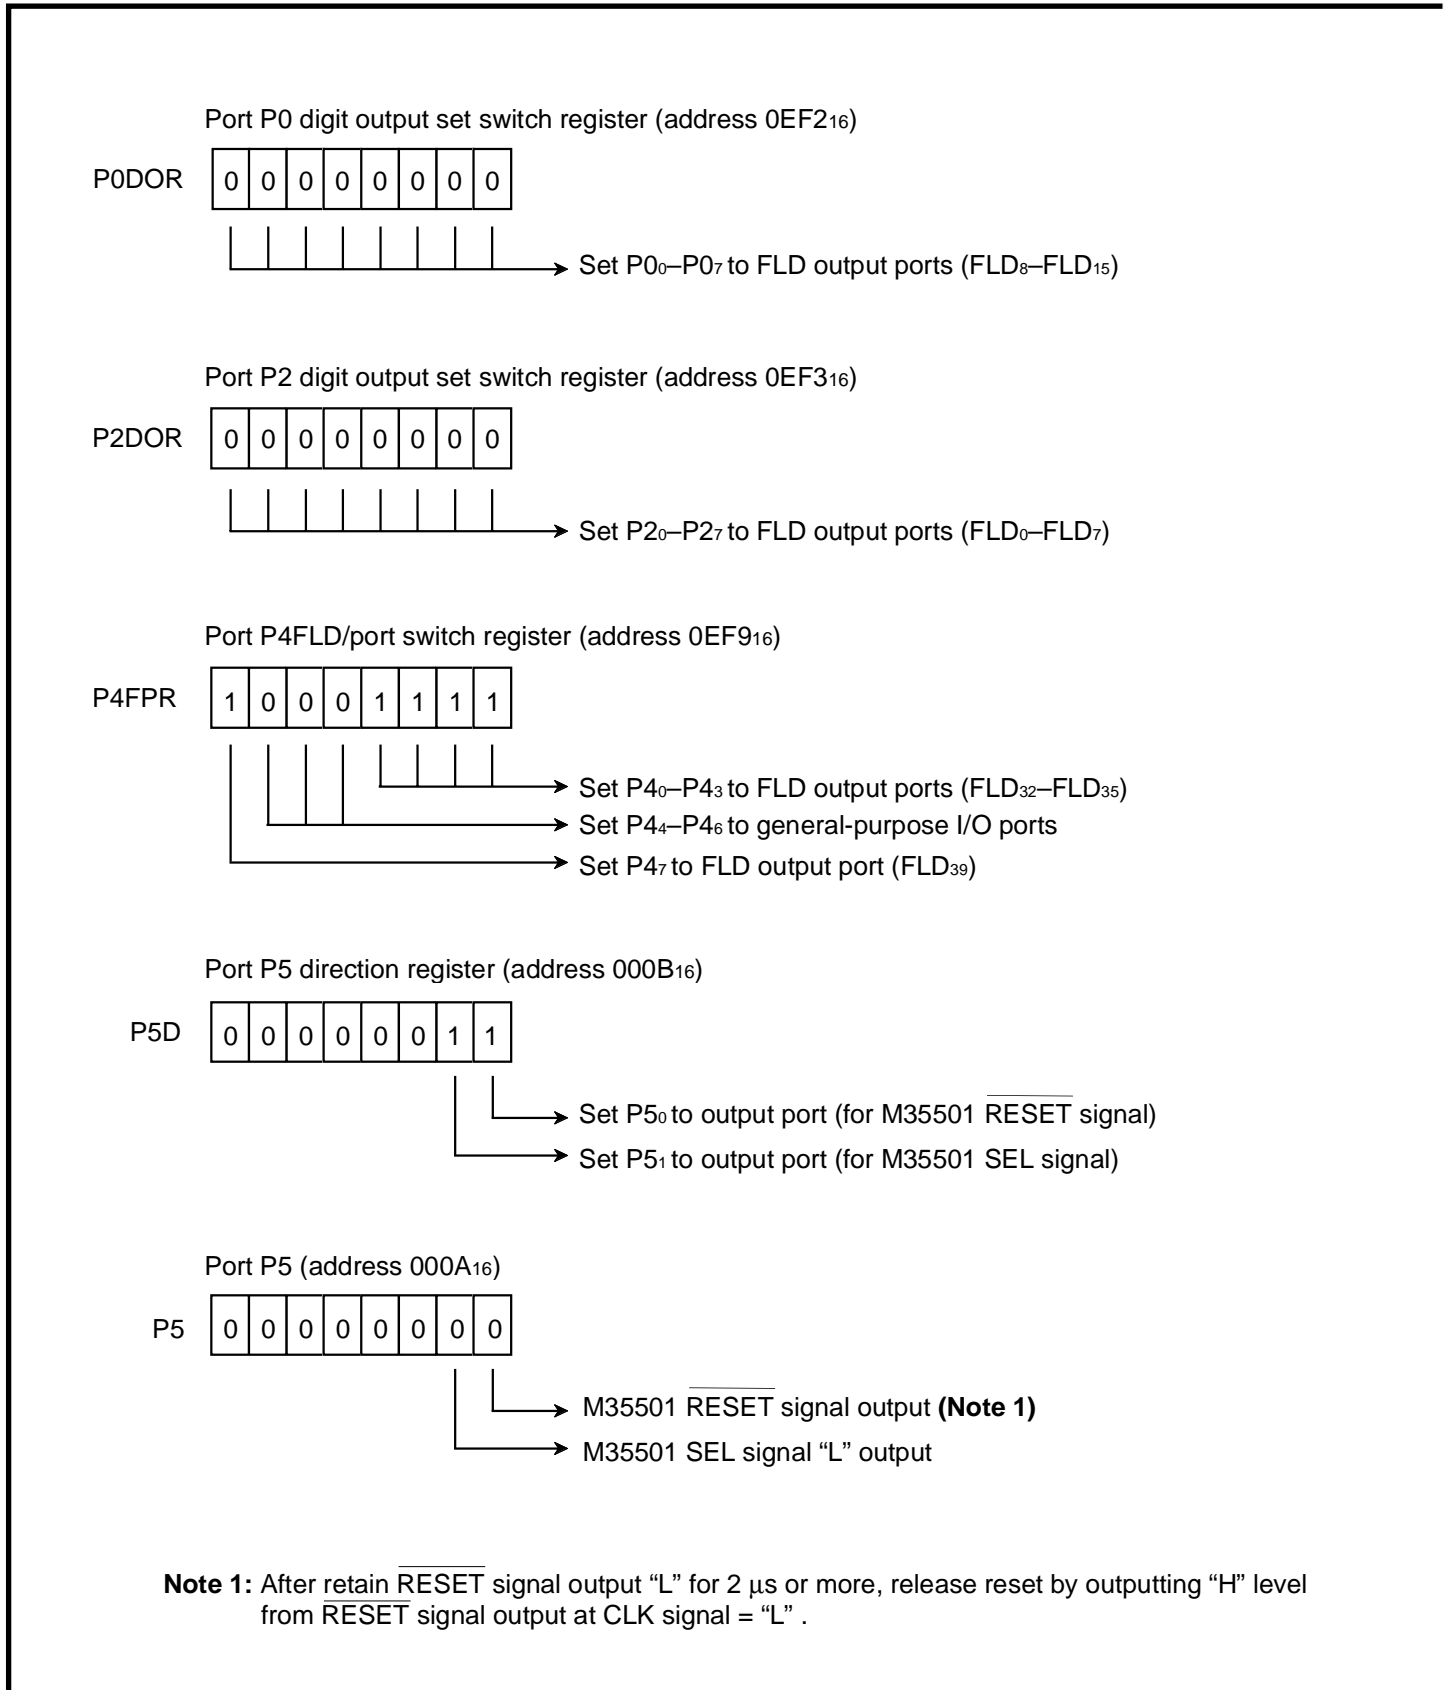 Port P0 digit output set switch register (address 0EF2₁₆)
P0DOR 0 0 0 0 0 0 0 0
Set P0₀–P0₇ to FLD output ports (FLD₈–FLD₁₅)
Port P2 digit output set switch register (address 0EF3₁₆)
P2DOR 0 0 0 0 0 0 0 0
Set P2₀–P2₇ to FLD output ports (FLD₀–FLD₇)
Port P4FLD/port switch register (address 0EF9₁₆)
P4FPR 1 0 0 0 1 1 1 1
Set P4₀–P4₃ to FLD output ports (FLD₃₂–FLD₃₅)
Set P4₄–P4₆ to general-purpose I/O ports
Set P4₇ to FLD output port (FLD₃₉)
Port P5 direction register (address 000B₁₆)
P5D 0 0 0 0 0 0 1 1
Set P5₀ to output port (for M35501 R̅E̅S̅E̅T̅ signal)
Set P5₁ to output port (for M35501 SEL signal)
Port P5 (address 000A₁₆)
P5 0 0 0 0 0 0 0 0
M35501 R̅E̅S̅E̅T̅ signal output (Note 1)
M35501 SEL signal “L” output
Note 1: After retain R̅E̅S̅E̅T̅ signal output “L” for 2 μs or more, release reset by outputting “H” level
from R̅E̅S̅E̅T̅ signal output at CLK signal = “L” .